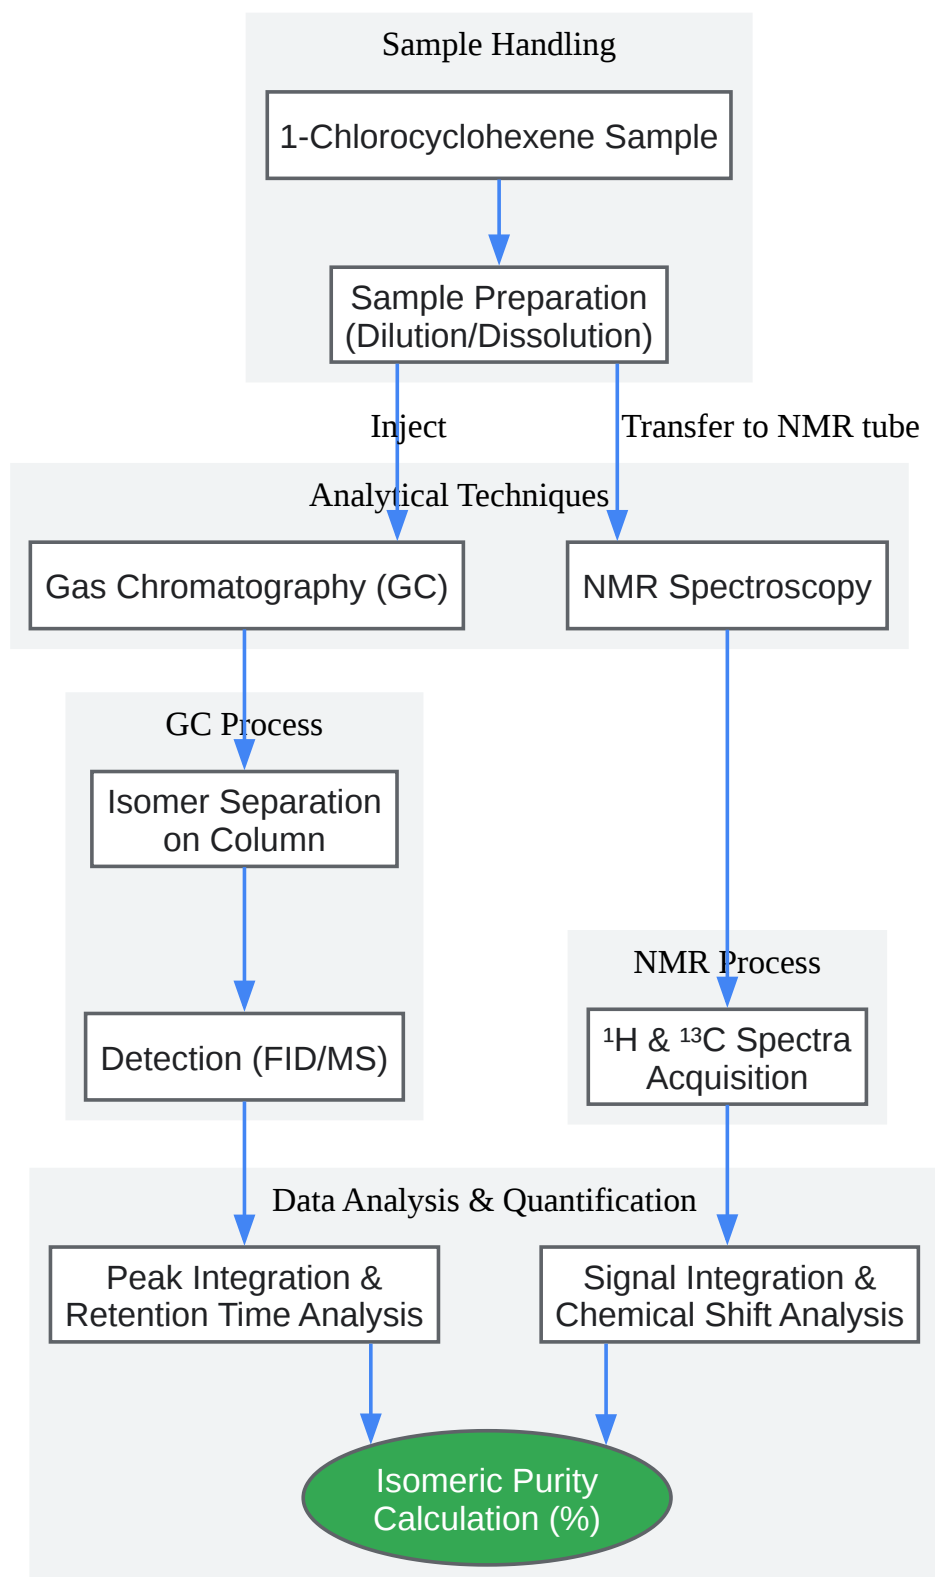 Sample Handling
1-Chlorocyclohexene Sample
Sample Preparation
(Dilution/Dissolution)
Inject
Transfer to NMR tube
Analytical Techniques
Gas Chromatography (GC)
NMR Spectroscopy
GC Process
Isomer Separation
on Column
Detection (FID/MS)
NMR Process
¹H & ¹³C Spectra
Acquisition
Data Analysis & Quantification
Peak Integration &
Retention Time Analysis
Signal Integration &
Chemical Shift Analysis
Isomeric Purity
Calculation (%)